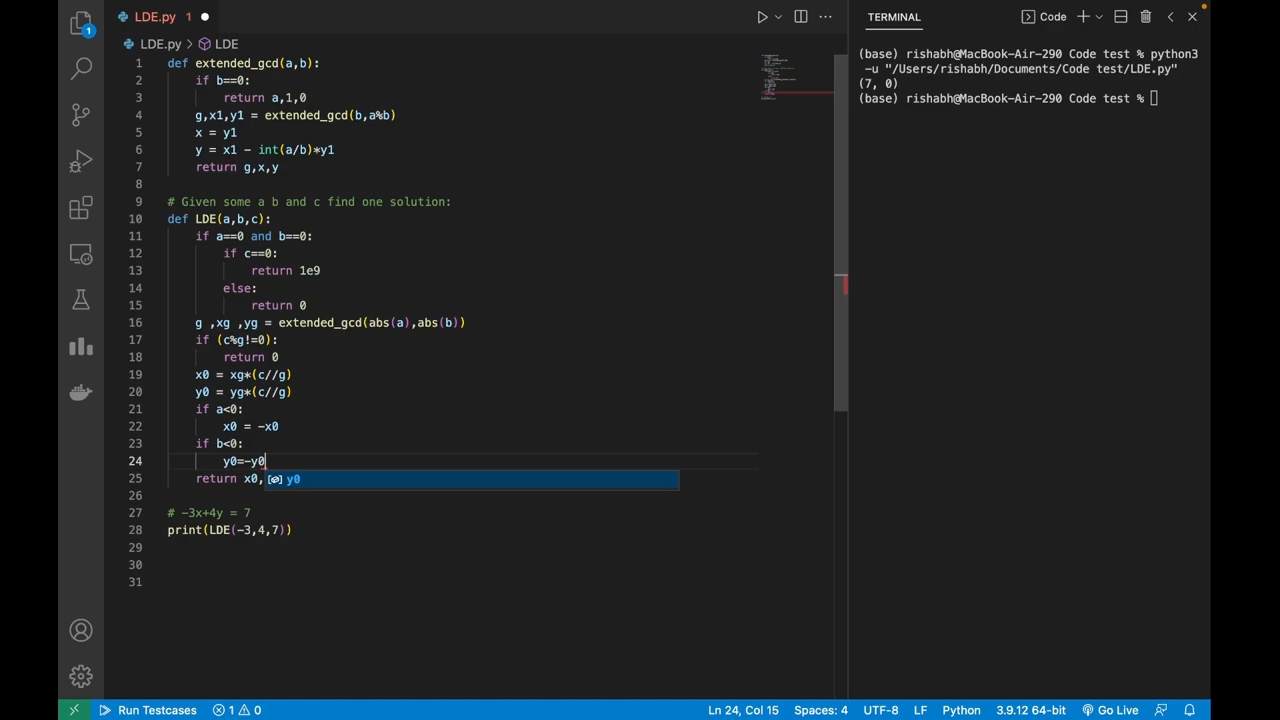 LDE.py 1
LDE.py > LDE
1 def extended_gcd(a,b):
2 if b==0:
3 return a,1,0
4 g,x1,y1 = extended_gcd(b,a%b)
5 x = y1
6 y = x1 - int(a/b)*y1
7 return g,x,y
8
9 # Given some a b and c find one solution:
10 def LDE(a,b,c):
11 if a==0 and b==0:
12 if c==0:
13 return 1e9
14 else:
15 return 0
16 g ,xg ,yg = extended_gcd(abs(a),abs(b))
17 if (c%g!=0):
18 return 0
19 x0 = xg*(c//g)
20 y0 = yg*(c//g)
21 if a<0:
22 x0 = -x0
23 if b<0:
24 y0=-y0
25 return x0,
y0
26
27 # -3x+4y = 7
28 print(LDE(-3,4,7))
29
30
31
1
TERMINAL
Code
(base) rishabh@MacBook-Air-290 Code test % python3
-u "/Users/rishabh/Documents/Code test/LDE.py"
(7, 0)
(base) rishabh@MacBook-Air-290 Code test %
Run Testcases 1 0 Ln 24, Col 15 Spaces: 4 UTF-8 LF Python 3.9.12 64-bit Go Live